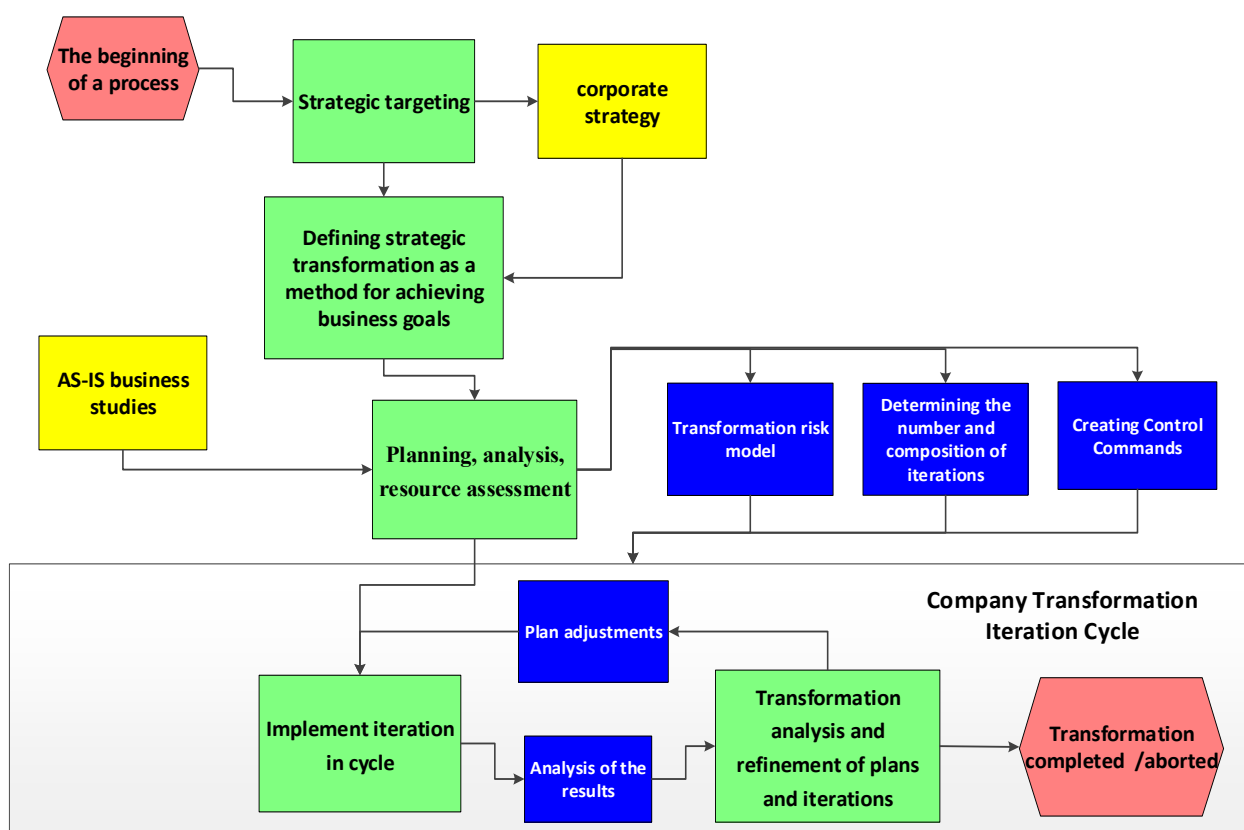 The beginning
of a process
Strategic targeting
corporate
strategy
Defining strategic
transformation as a
method for achieving
business goals
AS-IS business
studies
Planning, analysis,
resource assessment
Transformation risk
model
Determining the
number and
composition of
iterations
Creating Control
Commands
Company Transformation
Iteration Cycle
Plan adjustments
Implement iteration
in cycle
Analysis of the
results
Transformation
analysis and
refinement of plans
and iterations
Transformation
completed /aborted